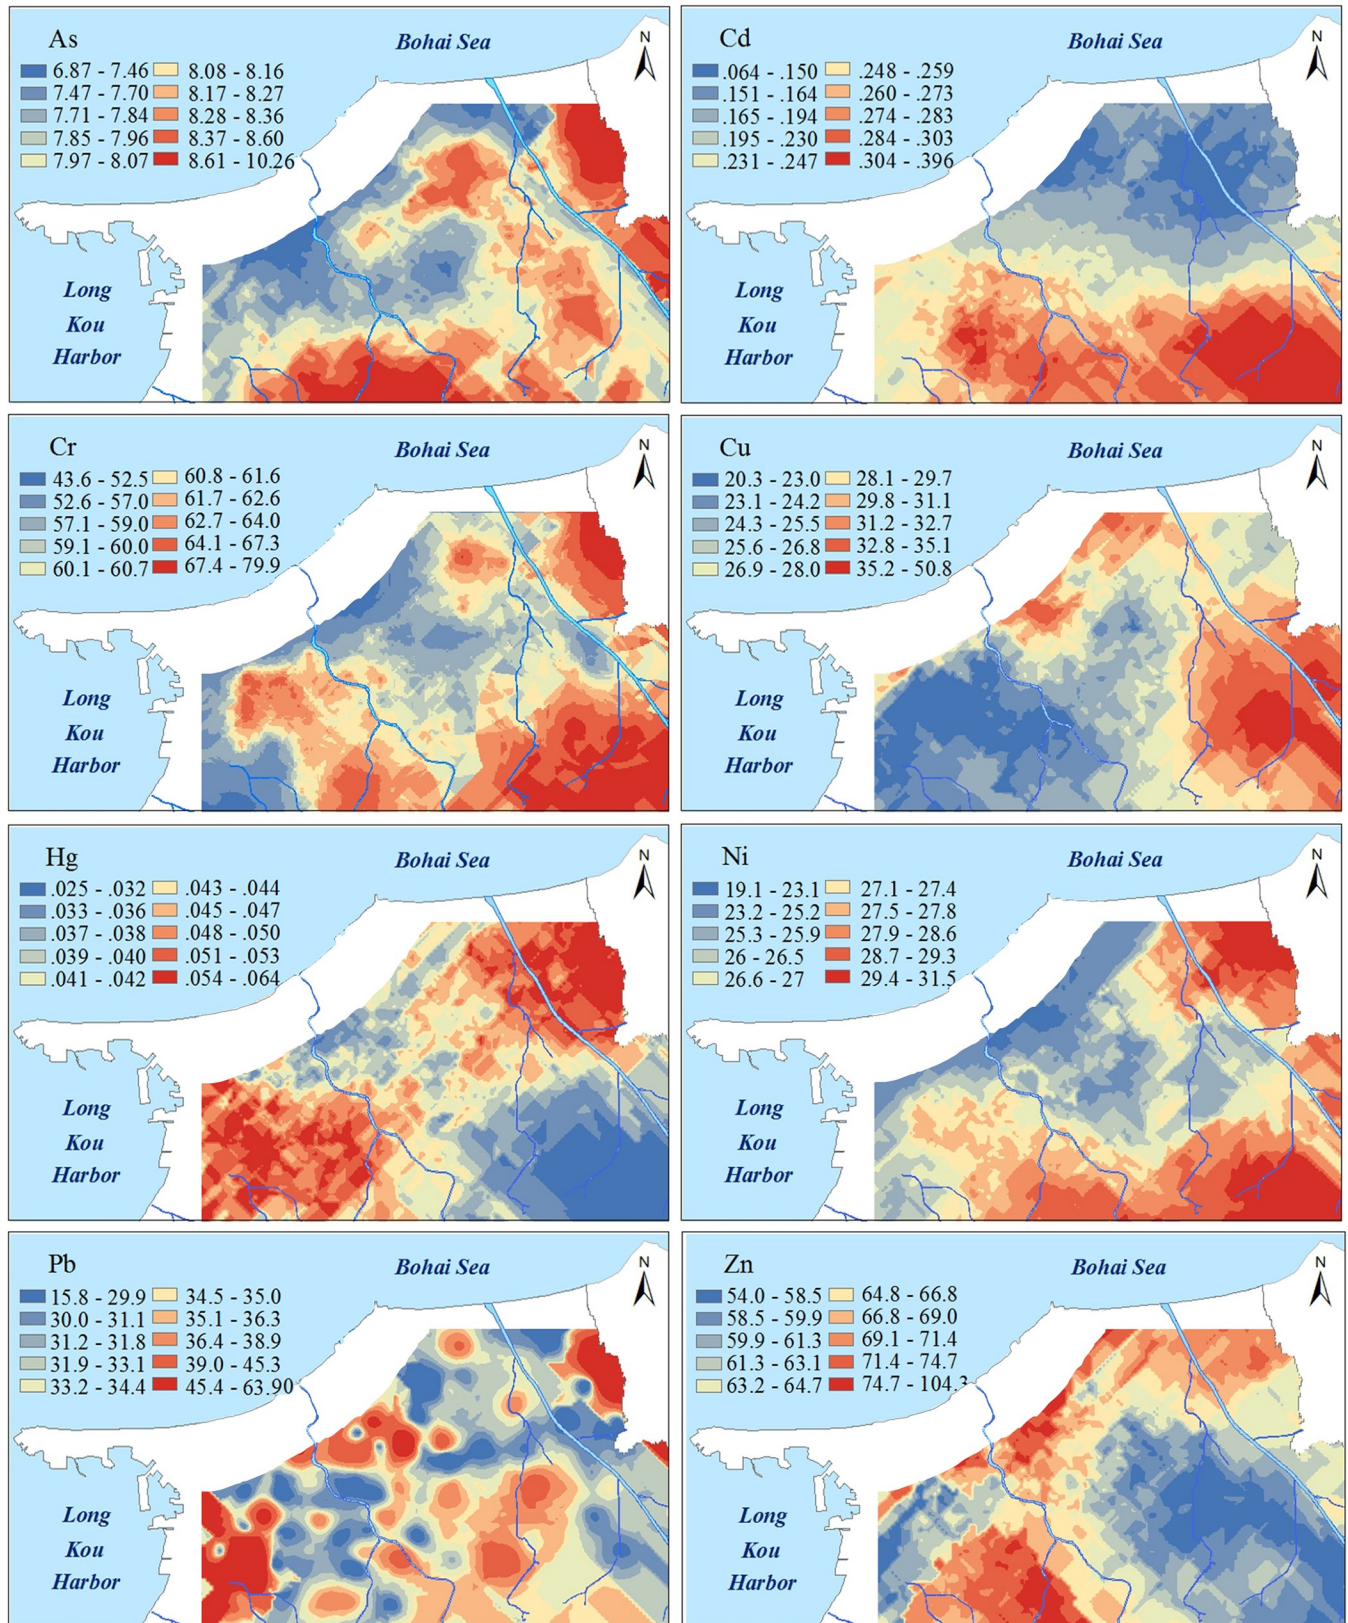 As
Bohai Sea
N
6.87 - 7.46 8.08 - 8.16
7.47 - 7.70 8.17 - 8.27
7.71 - 7.84 8.28 - 8.36
7.85 - 7.96 8.37 - 8.60
7.97 - 8.07 8.61 - 10.26
Long
Kou
Harbor
Cd
Bohai Sea
N
.064 - .150 .248 - .259
.151 - .164 .260 - .273
.165 - .194 .274 - .283
.195 - .230 .284 - .303
.231 - .247 .304 - .396
Long
Kou
Harbor
Cr
Bohai Sea
N
43.6 - 52.5 60.8 - 61.6
52.6 - 57.0 61.7 - 62.6
57.1 - 59.0 62.7 - 64.0
59.1 - 60.0 64.1 - 67.3
60.1 - 60.7 67.4 - 79.9
Long
Kou
Harbor
Cu
Bohai Sea
N
20.3 - 23.0 28.1 - 29.7
23.1 - 24.2 29.8 - 31.1
24.3 - 25.5 31.2 - 32.7
25.6 - 26.8 32.8 - 35.1
26.9 - 28.0 35.2 - 50.8
Long
Kou
Harbor
Hg
Bohai Sea
N
.025 - .032 .043 - .044
.033 - .036 .045 - .047
.037 - .038 .048 - .050
.039 - .040 .051 - .053
.041 - .042 .054 - .064
Long
Kou
Harbor
Ni
Bohai Sea
N
19.1 - 23.1 27.1 - 27.4
23.2 - 25.2 27.5 - 27.8
25.3 - 25.9 27.9 - 28.6
26 - 26.5 28.7 - 29.3
26.6 - 27 29.4 - 31.5
Long
Kou
Harbor
Pb
Bohai Sea
N
15.8 - 29.9 34.5 - 35.0
30.0 - 31.1 35.1 - 36.3
31.2 - 31.8 36.4 - 38.9
31.9 - 33.1 39.0 - 45.3
33.2 - 34.4 45.4 - 63.90
Long
Kou
Harbor
Zn
Bohai Sea
N
54.0 - 58.5 64.8 - 66.8
58.5 - 59.9 66.8 - 69.0
59.9 - 61.3 69.1 - 71.4
61.3 - 63.1 71.4 - 74.7
63.2 - 64.7 74.7 - 104.3
Long
Kou
Harbor